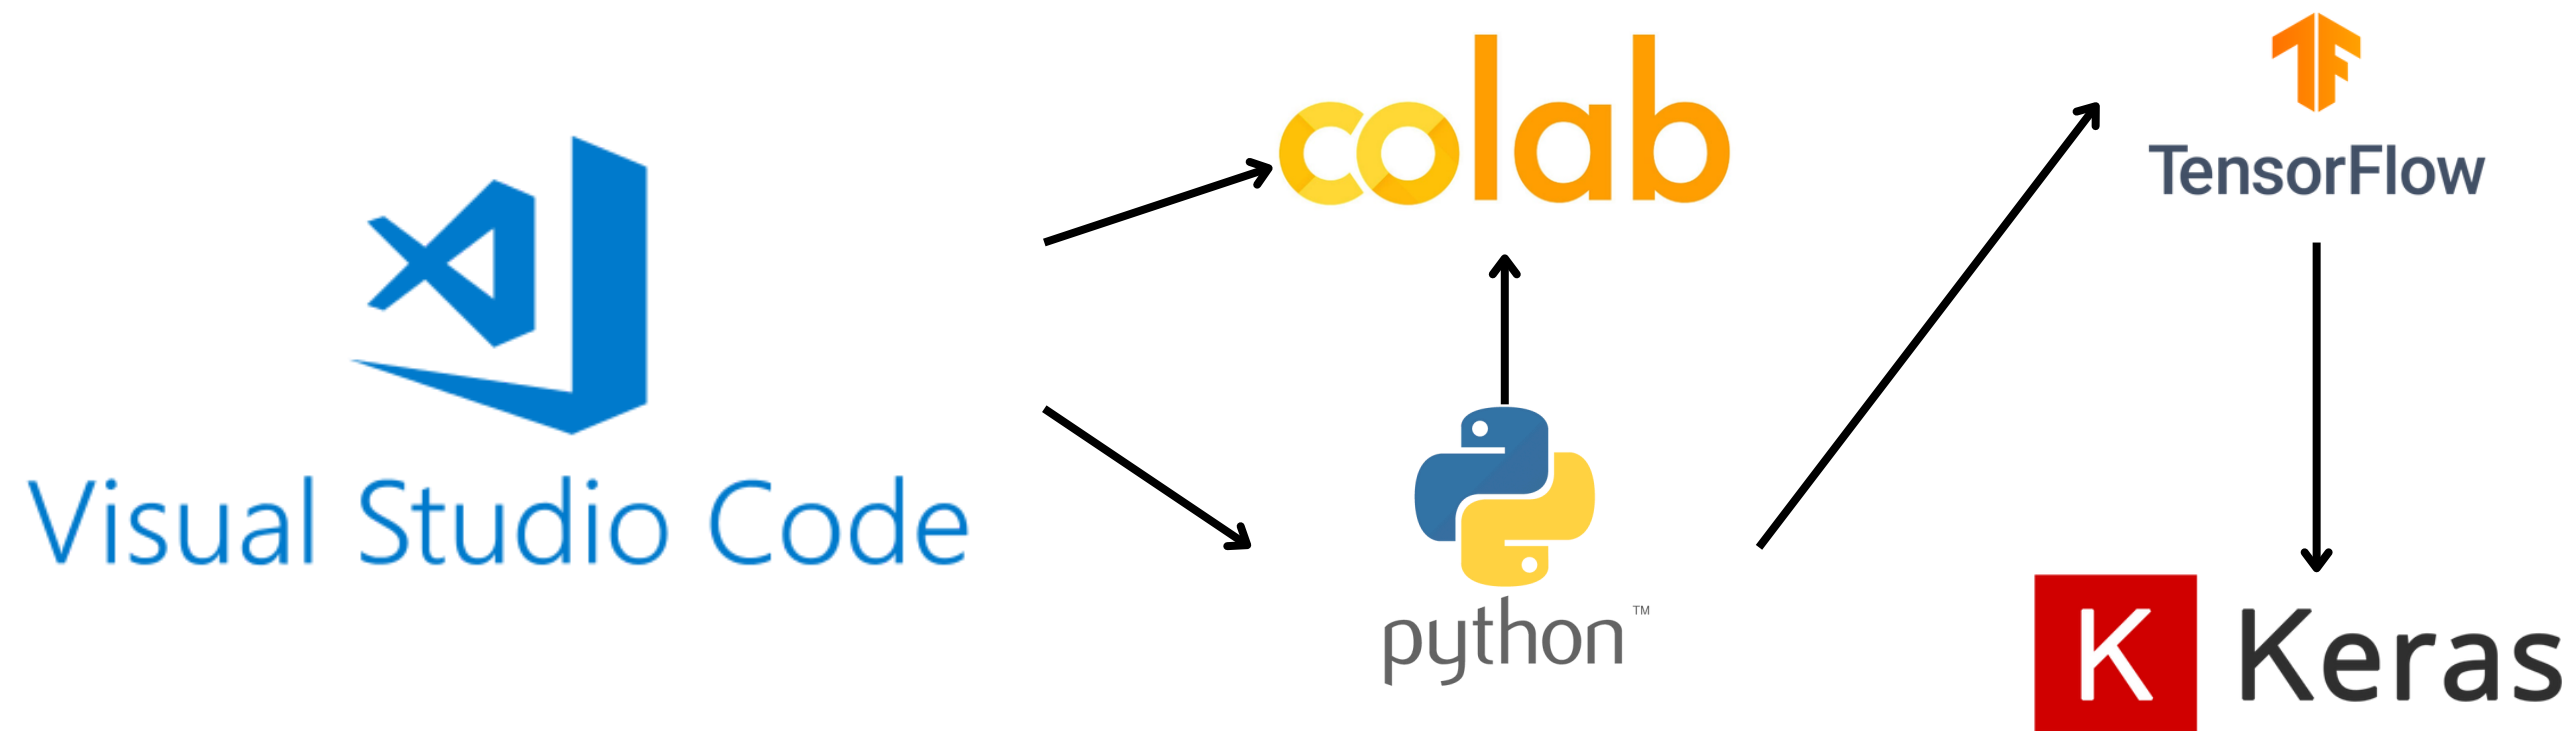 Visual Studio Code
colab
python™
TensorFlow
K Keras